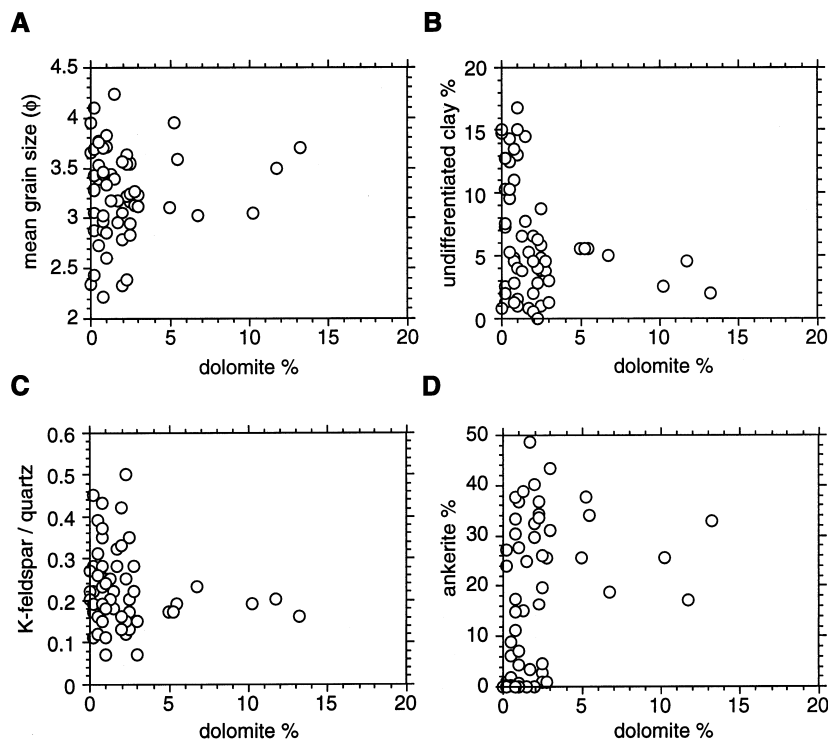 A
mean grain size (ϕ)
4.5
4
3.5
3
2.5
2
0 5 10 15 20
dolomite %
B
undifferentiated clay %
20
15
10
5
0
0 5 10 15 20
dolomite %
C
K-feldspar / quartz
0.6
0.5
0.4
0.3
0.2
0.1
0
0 5 10 15 20
dolomite %
D
ankerite %
50
40
30
20
10
0
0 5 10 15 20
dolomite %